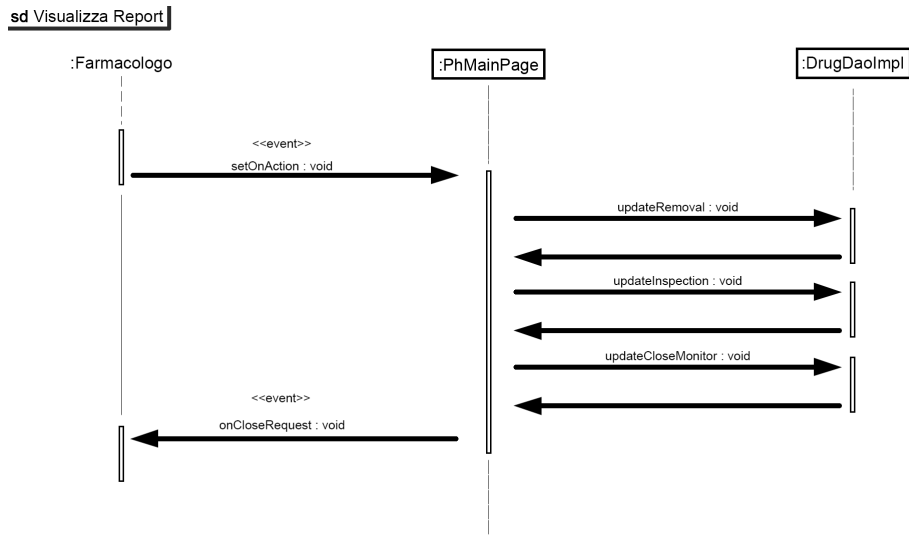 sd Visualizza Report
:Farmacologo
:PhMainPage
:DrugDaoImpl
<<event>>
setOnAction : void
updateRemoval : void
updateInspection : void
updateCloseMonitor : void
<<event>>
onCloseRequest : void